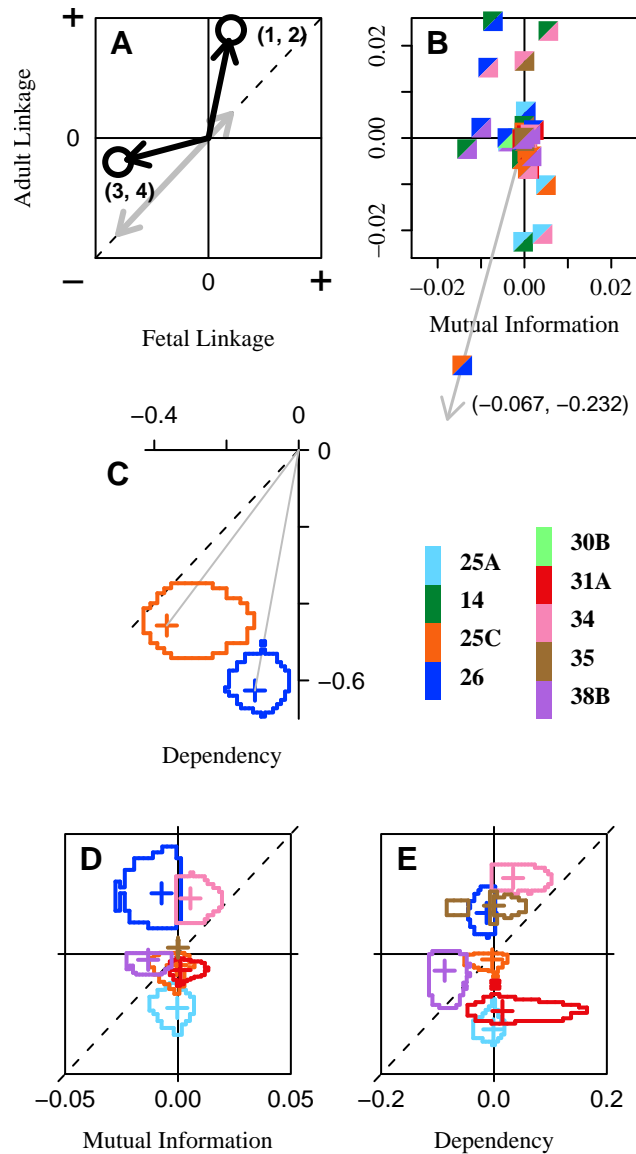 +
A
(1, 2)
Adult Linkage
0
(3, 4)
−
0
+
Fetal Linkage
B
0.02
0.00
−0.02
−0.02
0.00
0.02
Mutual Information
(−0.067, −0.232)
−0.4
0
C
0
−0.6
Dependency
25A
14
25C
26
30B
31A
34
35
38B
D
−0.05
0.00
0.05
Mutual Information
E
−0.2
0.0
0.2
Dependency